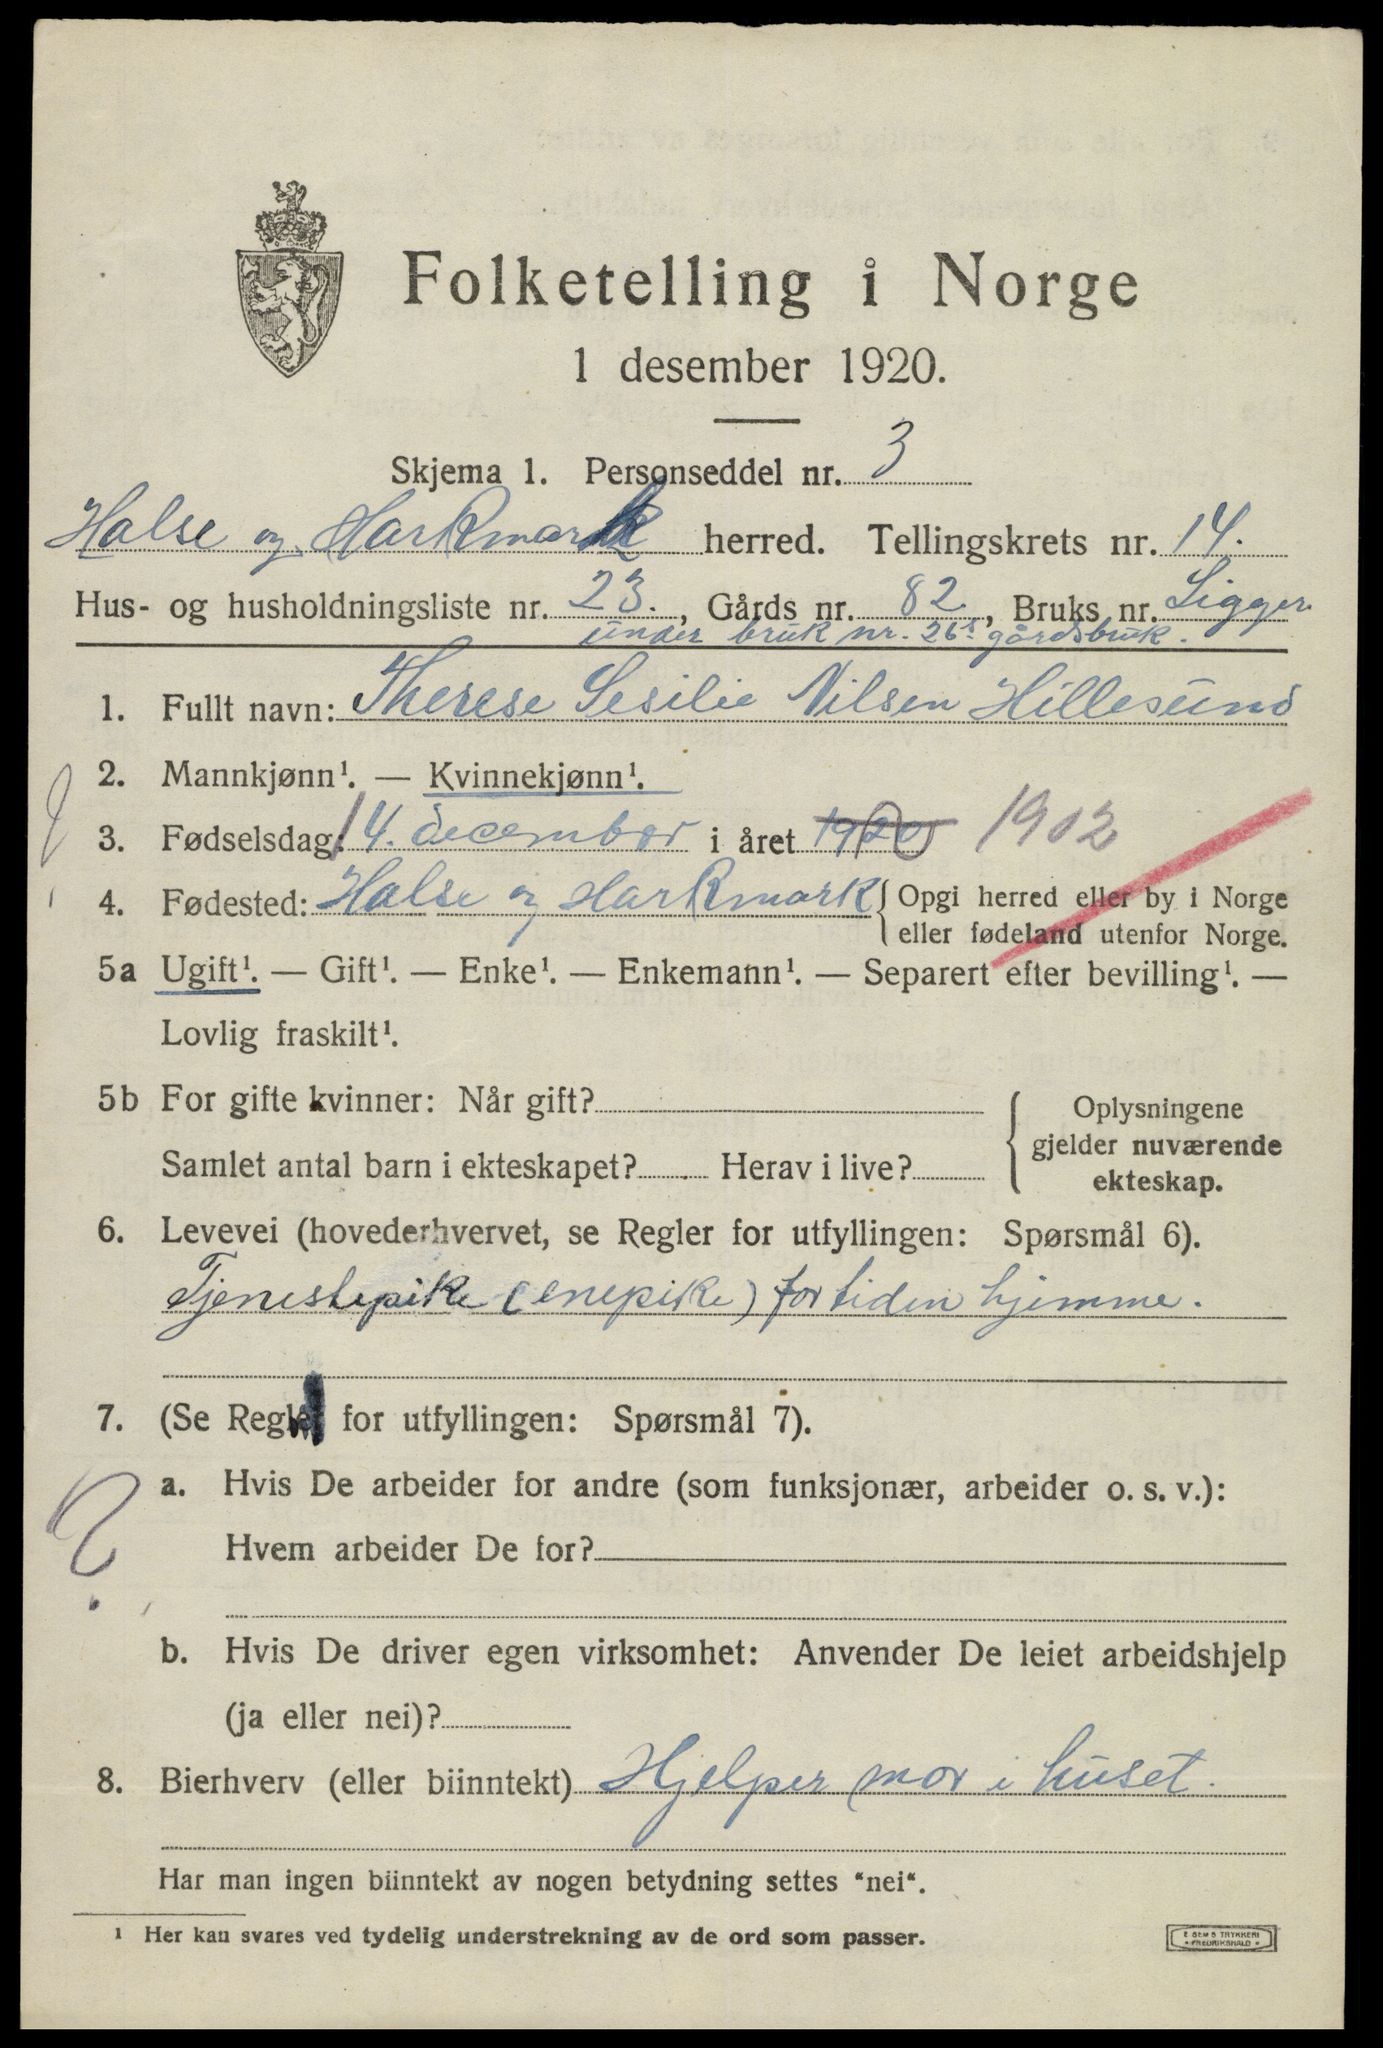 Folketelling i Norge
1 desember 1920.
Skjema 1. Personseddel nr. 3
Halse og Harkmark herred. Tellingskrets nr. 14.
Hus- og husholdningsliste nr. 23., Gårds nr. 82., Bruks nr. Ligger
under bruk nr. 26s gårdsbruk.
1. Fullt navn: Therese Sesilie Nilsen Hillesund
2. Mannkjønn¹. — Kvinnekjønn¹.
3. Fødselsdag: 14. december i året 1920 1902
4. Fødested: Halse og Harkmark { Opgi herred eller by i Norge
eller fødeland utenfor Norge.
5a Ugift¹. — Gift¹. — Enke¹. — Enkemann¹. — Separert efter bevilling¹. —
Lovlig fraskilt¹.
5b For gifte kvinner: Når gift?
Samlet antal barn i ekteskapet? Herav i live?
{ Oplysningene
gjelder nuværende
ekteskap.
6. Levevei (hovederhvervet, se Regler for utfyllingen: Spørsmål 6).
Tjenestepike (enepike) for tiden hjemme.
7. (Se Regler for utfyllingen: Spørsmål 7).
?
a. Hvis De arbeider for andre (som funksjonær, arbeider o. s. v.):
Hvem arbeider De for?
b. Hvis De driver egen virksomhet: Anvender De leiet arbeidshjelp
(ja eller nei)?
8. Bierhverv (eller biinntekt) Hjelper mor i huset.
Har man ingen biinntekt av nogen betydning settes "nei".
¹ Her kan svares ved tydelig understrekning av de ord som passer.
E SEMS TRYKKERI
FREDRIKSHALD